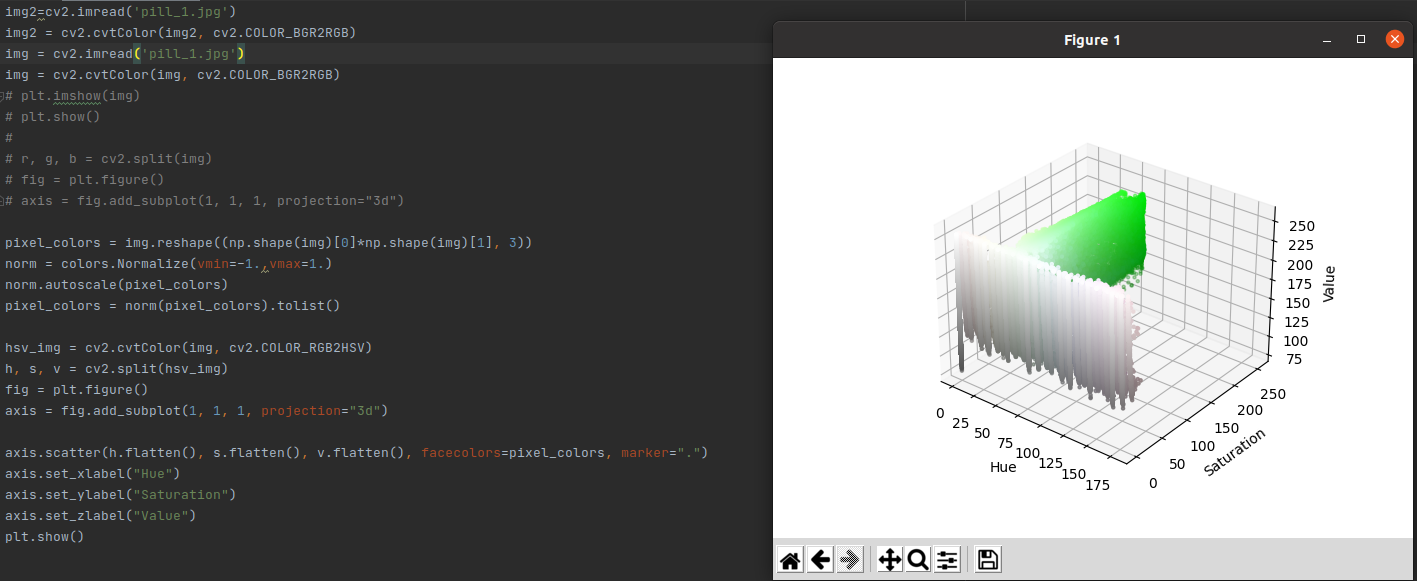 img2=cv2.imread('pill_1.jpg')
img2 = cv2.cvtColor(img2, cv2.COLOR_BGR2RGB)
img = cv2.imread('pill_1.jpg')
img = cv2.cvtColor(img, cv2.COLOR_BGR2RGB)
# plt.imshow(img)
# plt.show()
#
# r, g, b = cv2.split(img)
# fig = plt.figure()
# axis = fig.add_subplot(1, 1, 1, projection="3d")
pixel_colors = img.reshape((np.shape(img)[0]*np.shape(img)[1], 3))
norm = colors.Normalize(vmin=-1.,vmax=1.)
norm.autoscale(pixel_colors)
pixel_colors = norm(pixel_colors).tolist()
hsv_img = cv2.cvtColor(img, cv2.COLOR_RGB2HSV)
h, s, v = cv2.split(hsv_img)
fig = plt.figure()
axis = fig.add_subplot(1, 1, 1, projection="3d")
axis.scatter(h.flatten(), s.flatten(), v.flatten(), facecolors=pixel_colors, marker=".")
axis.set_xlabel("Hue")
axis.set_ylabel("Saturation")
axis.set_zlabel("Value")
plt.show()
Figure 1
250
225
200
175
150
125
100
75
Value
0
25
50
75
100
125
150
175
Hue
0
50
100
150
200
250
Saturation